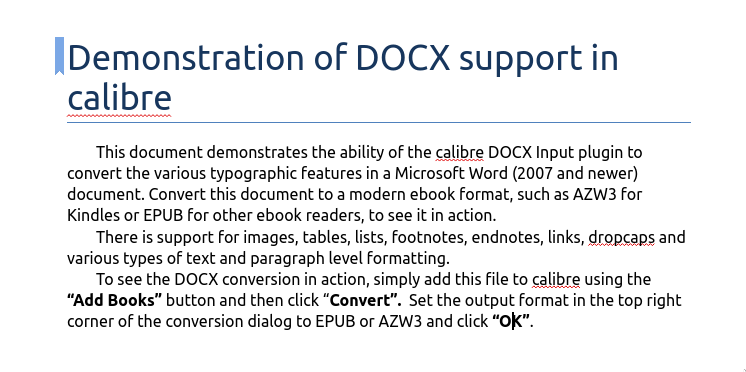 Demonstration of DOCX support in
calibre
This document demonstrates the ability of the calibre DOCX Input plugin to
convert the various typographic features in a Microsoft Word (2007 and newer)
document. Convert this document to a modern ebook format, such as AZW3 for
Kindles or EPUB for other ebook readers, to see it in action.
There is support for images, tables, lists, footnotes, endnotes, links, dropcaps and
various types of text and paragraph level formatting.
To see the DOCX conversion in action, simply add this file to calibre using the
“Add Books” button and then click “Convert”.  Set the output format in the top right
corner of the conversion dialog to EPUB or AZW3 and click “OK”.